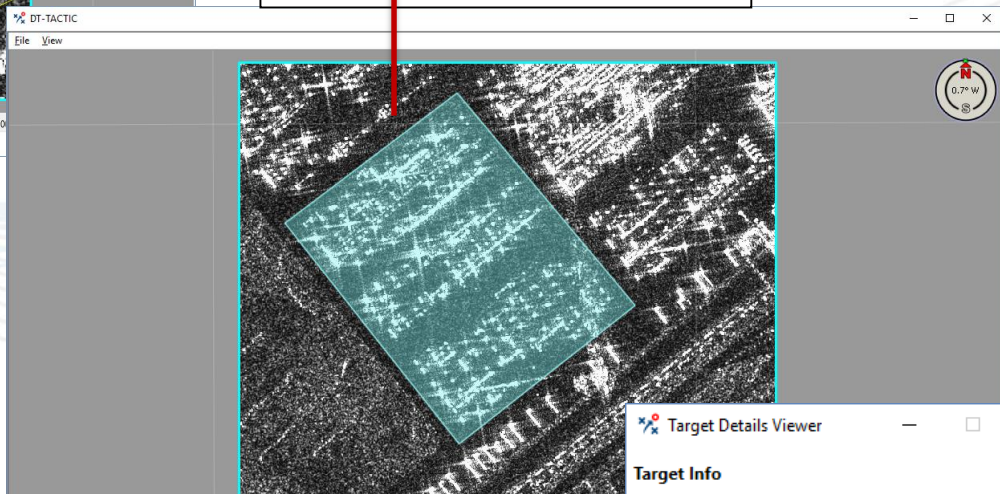 DT-TACTIC
File View
N
0.7° W
S
Target Details Viewer
Target Info